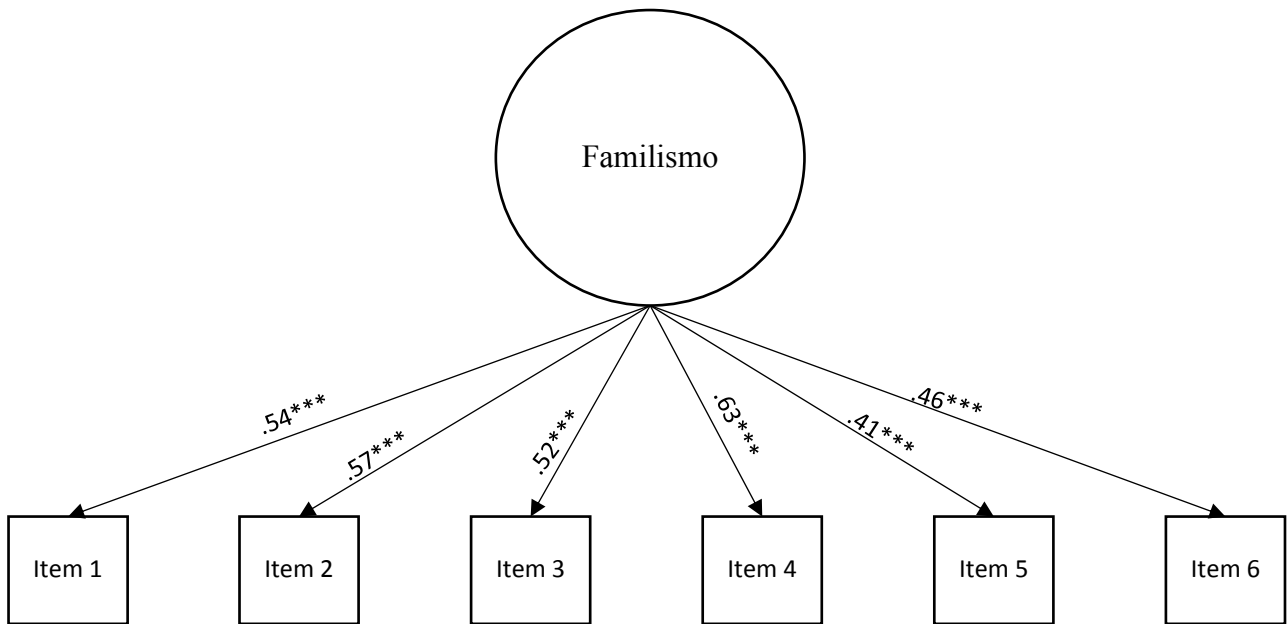 Familismo
.54***
.57***
.52***
.63***
.41***
.46***
Item 1
Item 2
Item 3
Item 4
Item 5
Item 6